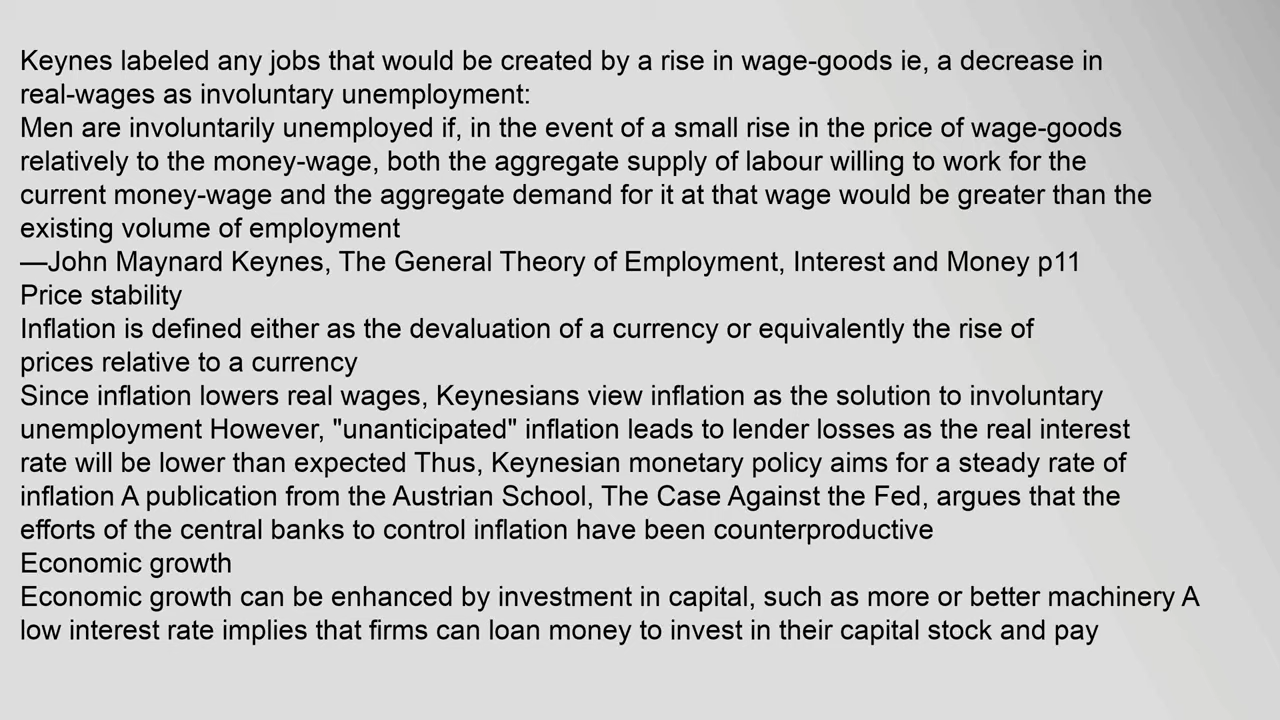 Keynes labeled any jobs that would be created by a rise in wage-goods ie, a decrease in
real-wages as involuntary unemployment:
Men are involuntarily unemployed if, in the event of a small rise in the price of wage-goods
relatively to the money-wage, both the aggregate supply of labour willing to work for the
current money-wage and the aggregate demand for it at that wage would be greater than the
existing volume of employment
—John Maynard Keynes, The General Theory of Employment, Interest and Money p11
Price stability
Inflation is defined either as the devaluation of a currency or equivalently the rise of
prices relative to a currency
Since inflation lowers real wages, Keynesians view inflation as the solution to involuntary
unemployment However, "unanticipated" inflation leads to lender losses as the real interest
rate will be lower than expected Thus, Keynesian monetary policy aims for a steady rate of
inflation A publication from the Austrian School, The Case Against the Fed, argues that the
efforts of the central banks to control inflation have been counterproductive
Economic growth
Economic growth can be enhanced by investment in capital, such as more or better machinery A
low interest rate implies that firms can loan money to invest in their capital stock and pay